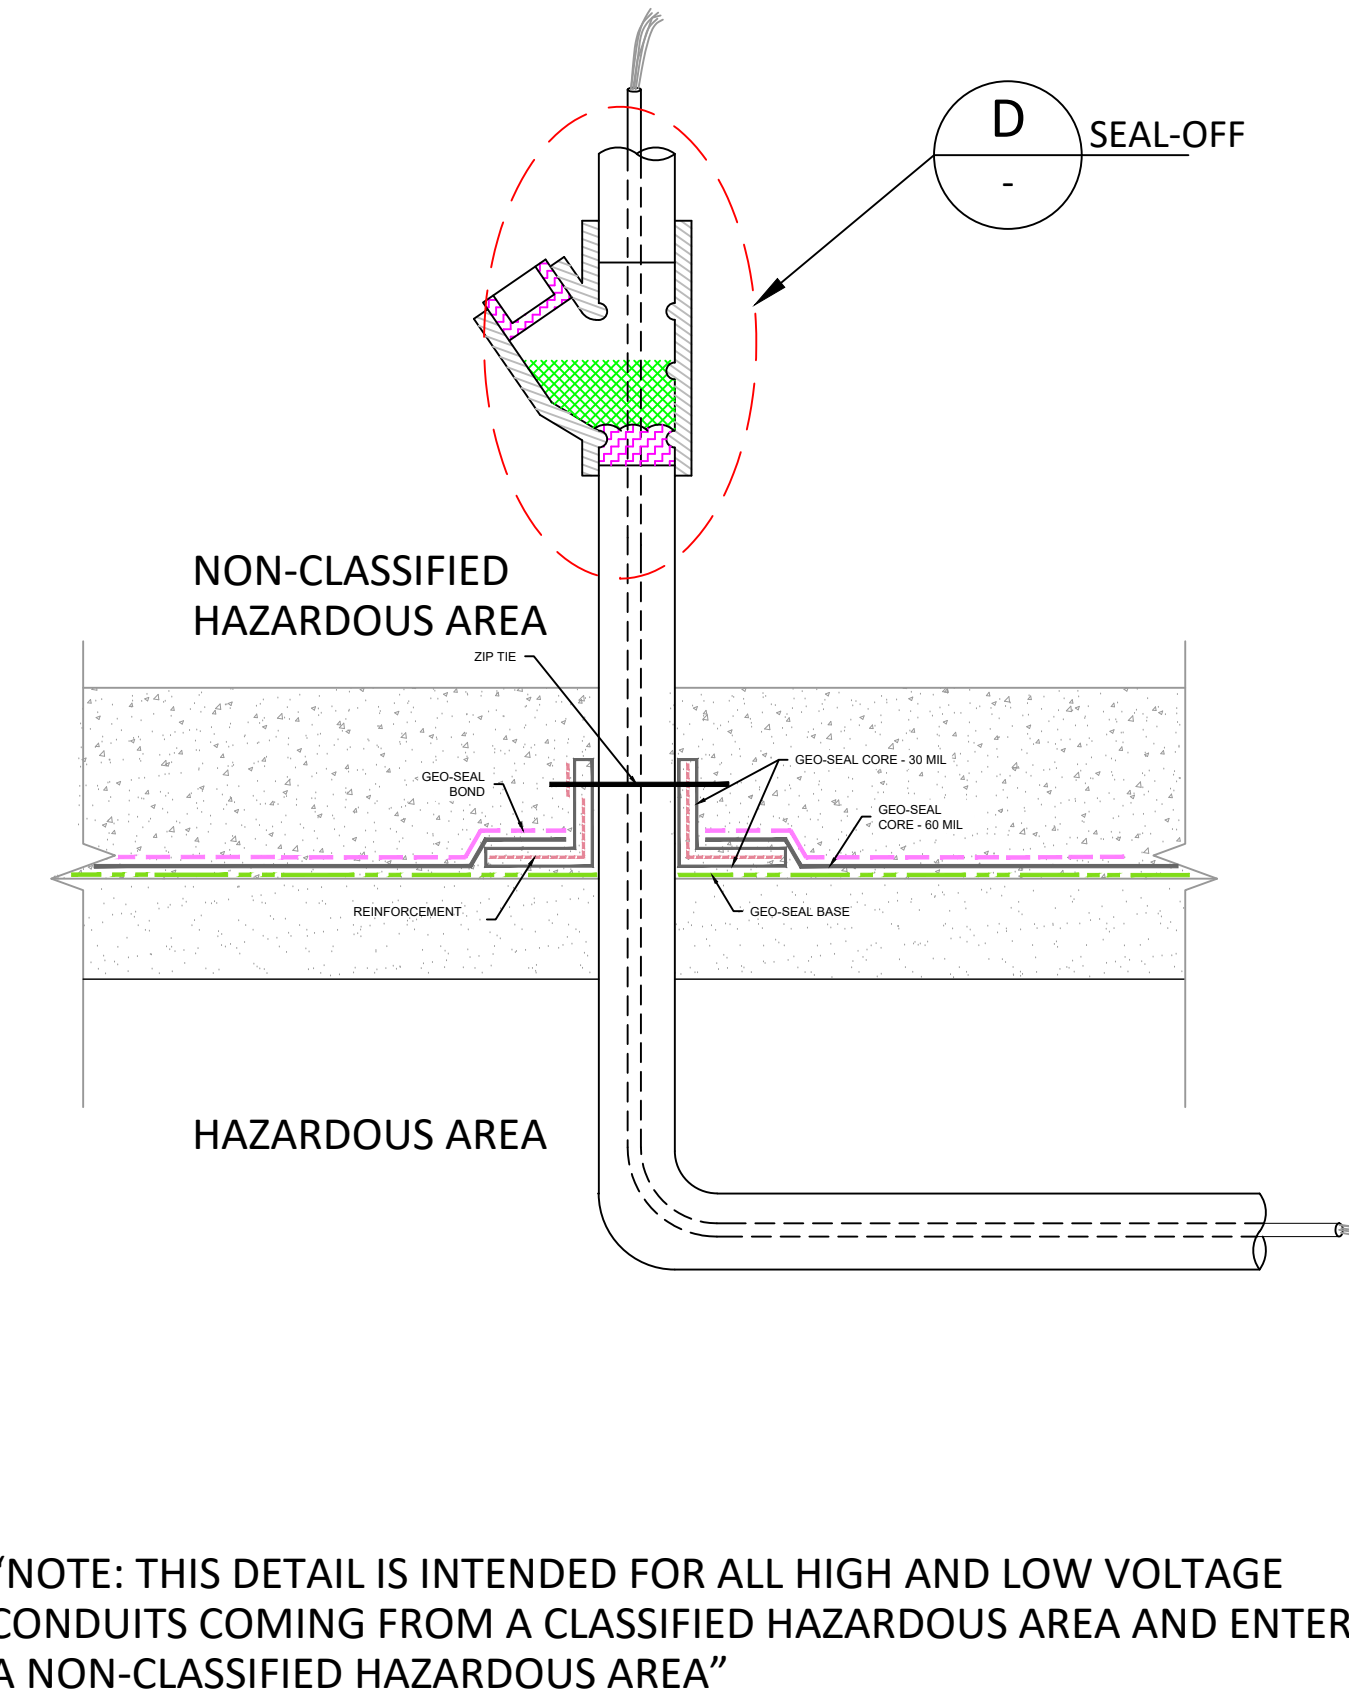 D
SEAL-OFF
-
NON-CLASSIFIED
HAZARDOUS AREA
ZIP TIE
GEO-SEAL
BOND
GEO-SEAL CORE - 30 MIL
GEO-SEAL
CORE - 60 MIL
REINFORCEMENT
GEO-SEAL BASE
HAZARDOUS AREA
“NOTE: THIS DETAIL IS INTENDED FOR ALL HIGH AND LOW VOLTAGE
CONDUITS COMING FROM A CLASSIFIED HAZARDOUS AREA AND ENTER
A NON-CLASSIFIED HAZARDOUS AREA”